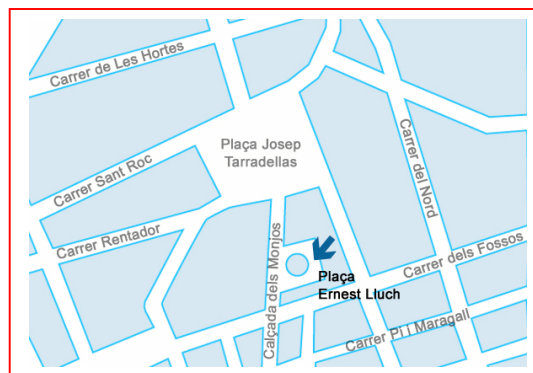 Carrer de Les Hortes
Plaça Josep
Tarradellas
Carrer del Nord
Carrer Sant Roc
Carrer Rentador
Calçada dels Monjos
Plaça
Ernest Lluch
Carrer dels Fossos
Carrer Pi i Maragall